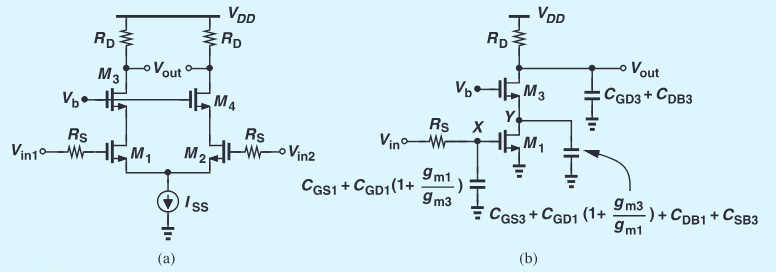 V_DD
R_D
R_D
V_out
M_3
M_4
V_b
R_S
R_S
V_in1
M_1
M_2
V_in2
I_SS
(a)
V_DD
R_D
V_out
V_b
M_3
C_GD3 + C_DB3
Y
R_S
X
V_in
M_1
C_GS1 + C_GD1 (1+ g_m1/g_m3)
C_GS3 + C_GD1 (1+ g_m3/g_m1) + C_DB1 + C_SB3
(b)